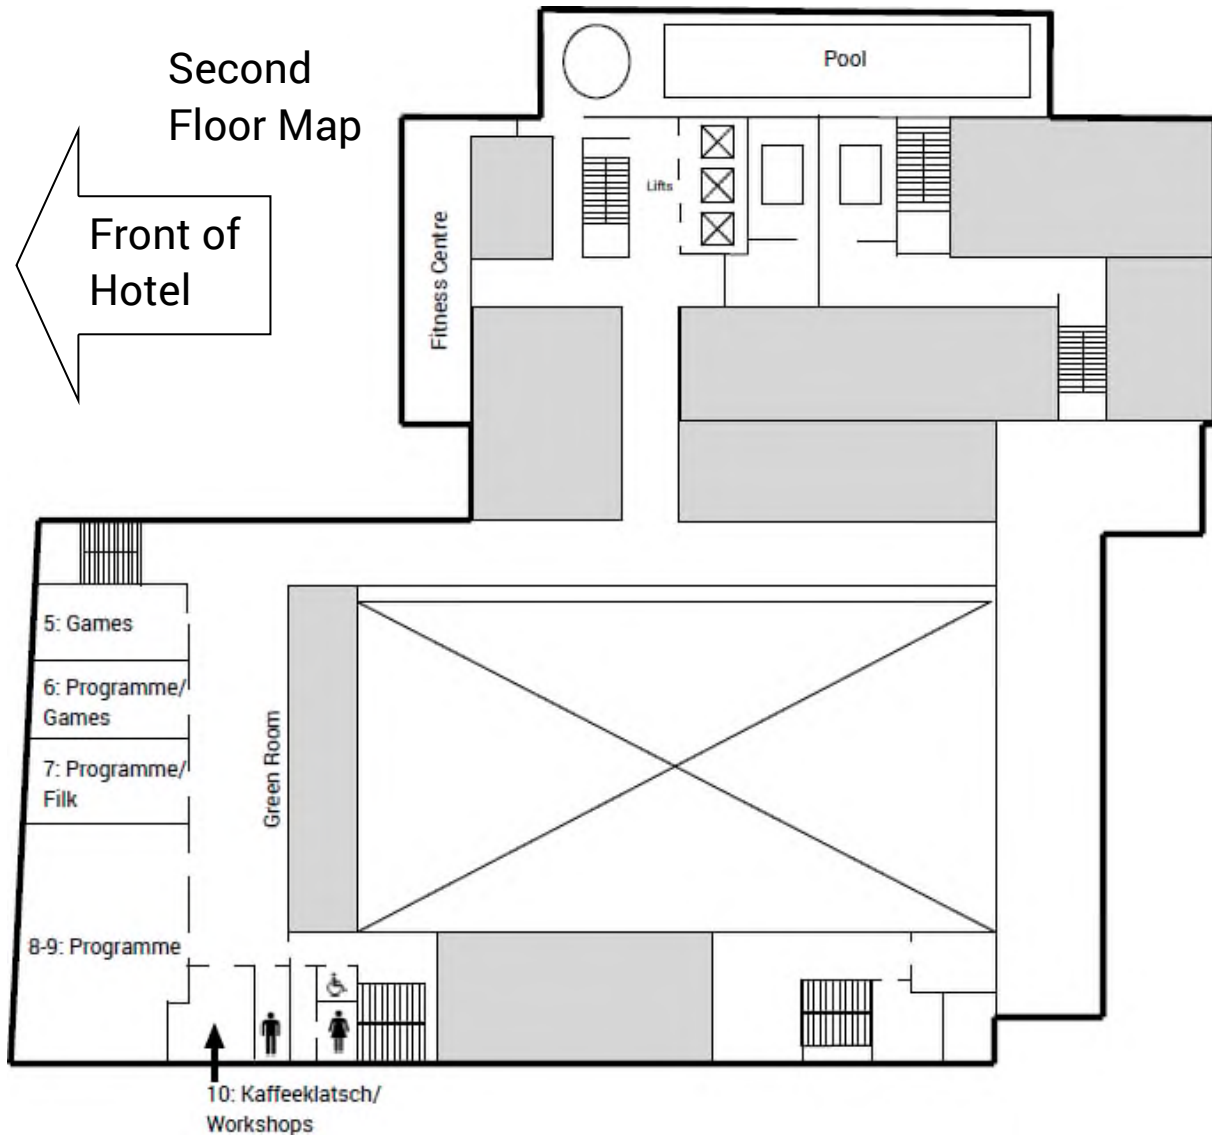 Second
Floor Map
Front of
Hotel
Pool
Lifts
Fitness Centre
5: Games
6: Programme/
Games
7: Programme/
Filk
Green Room
8-9: Programme
10: Kaffeeklatsch/
Workshops